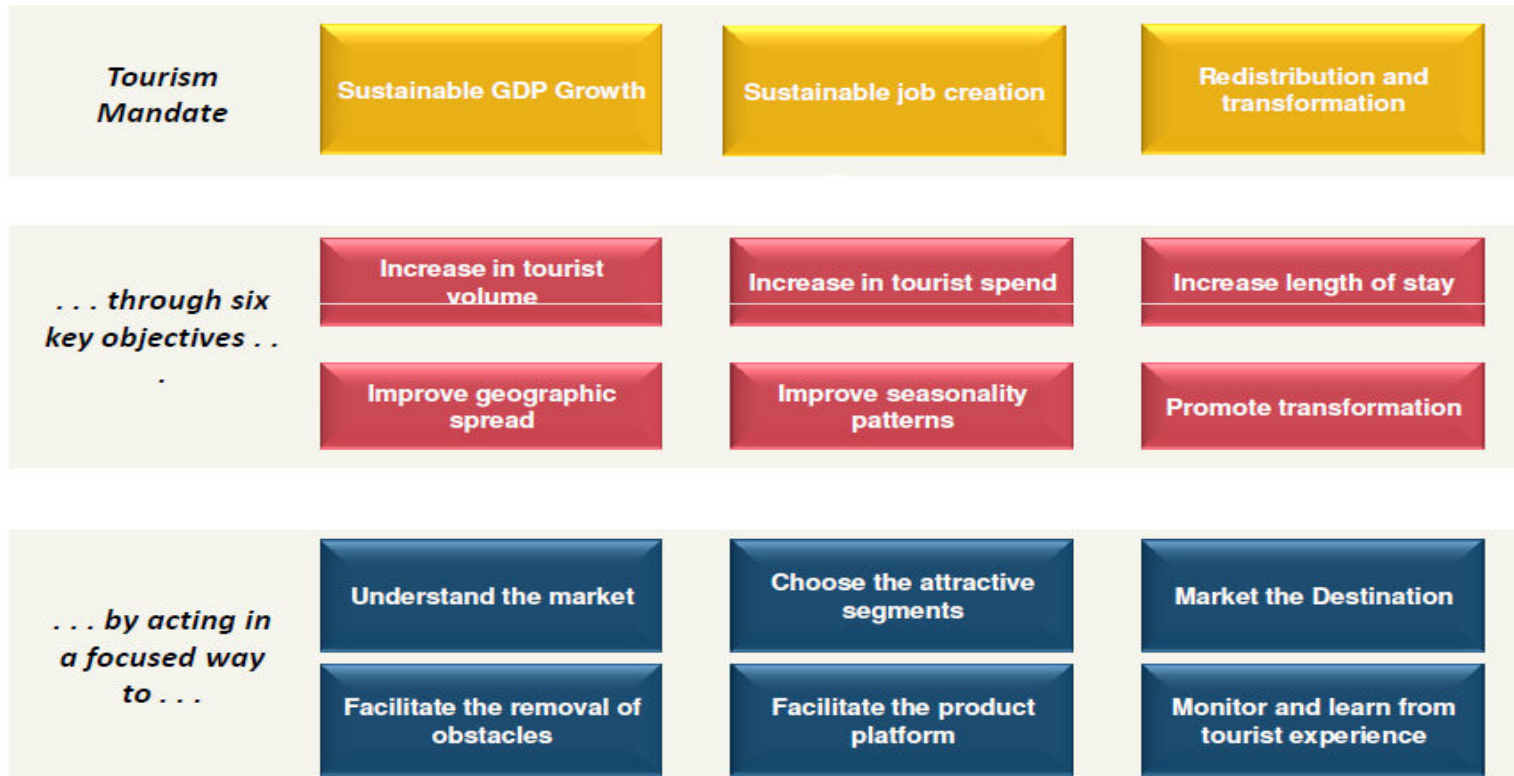 Tourism
Mandate
Sustainable GDP Growth
Sustainable job creation
Redistribution and
transformation
. . . through six
key objectives . .
.
Increase in tourist
volume
Increase in tourist spend
Increase length of stay
Improve geographic
spread
Improve seasonality
patterns
Promote transformation
. . . by acting in
a focused way
to . . .
Understand the market
Choose the attractive
segments
Market the Destination
Facilitate the removal of
obstacles
Facilitate the product
platform
Monitor and learn from
tourist experience